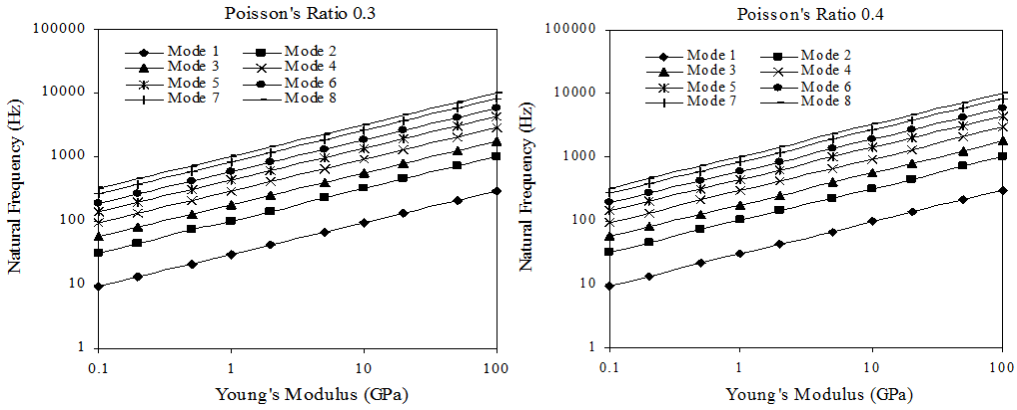 Poisson's Ratio 0.3
100000
10000
1000
100
10
1
Natural Frequency (Hz)
Mode 1 Mode 2
Mode 3 Mode 4
Mode 5 Mode 6
Mode 7 Mode 8
0.1 1 10 100
Young's Modulus (GPa)
Poisson's Ratio 0.4
100000
10000
1000
100
10
1
Natural Frequency (Hz)
Mode 1 Mode 2
Mode 3 Mode 4
Mode 5 Mode 6
Mode 7 Mode 8
0.1 1 10 100
Young's Modulus (GPa)